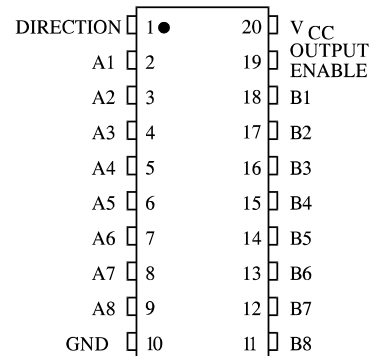 DIRECTION 1 20 VCC
A1 2 19 OUTPUT ENABLE
A2 3 18 B1
A3 4 17 B2
A4 5 16 B3
A5 6 15 B4
A6 7 14 B5
A7 8 13 B6
A8 9 12 B7
GND 10 11 B8